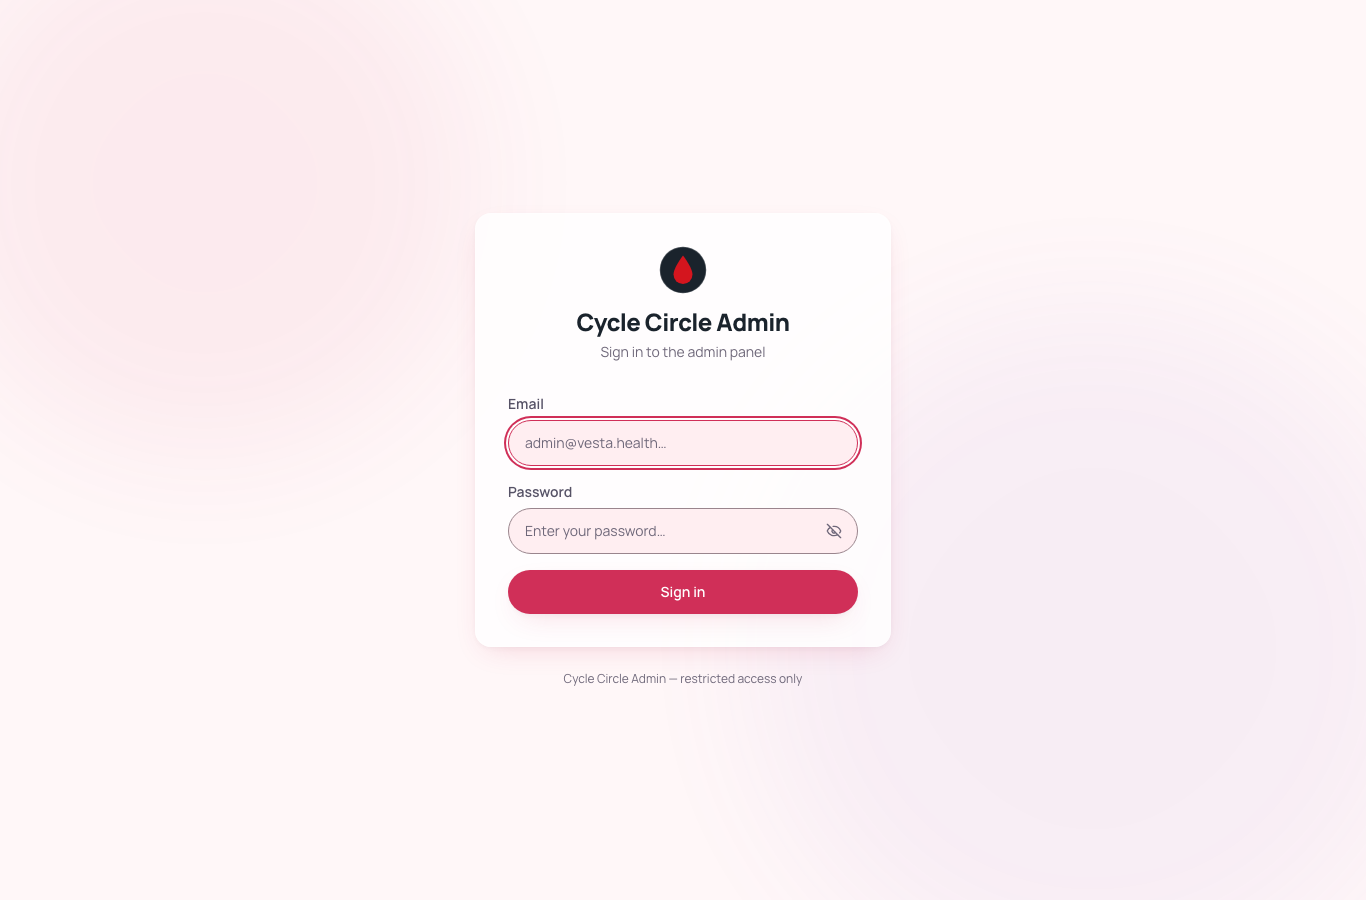 Cycle Circle Admin
Sign in to the admin panel
Email
admin@vesta.health…
Password
Enter your password…
Sign in
Cycle Circle Admin — restricted access only